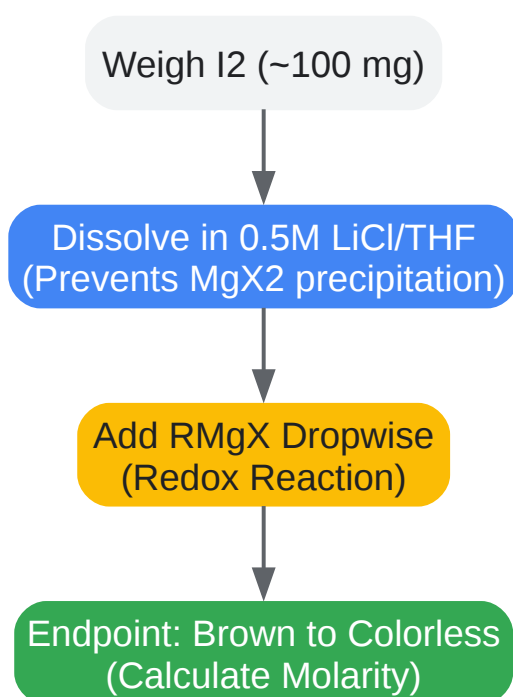 Weigh I2 (~100 mg)
Dissolve in 0.5M LiCl/THF
(Prevents MgX2 precipitation)
Add RMgX Dropwise
(Redox Reaction)
Endpoint: Brown to Colorless
(Calculate Molarity)